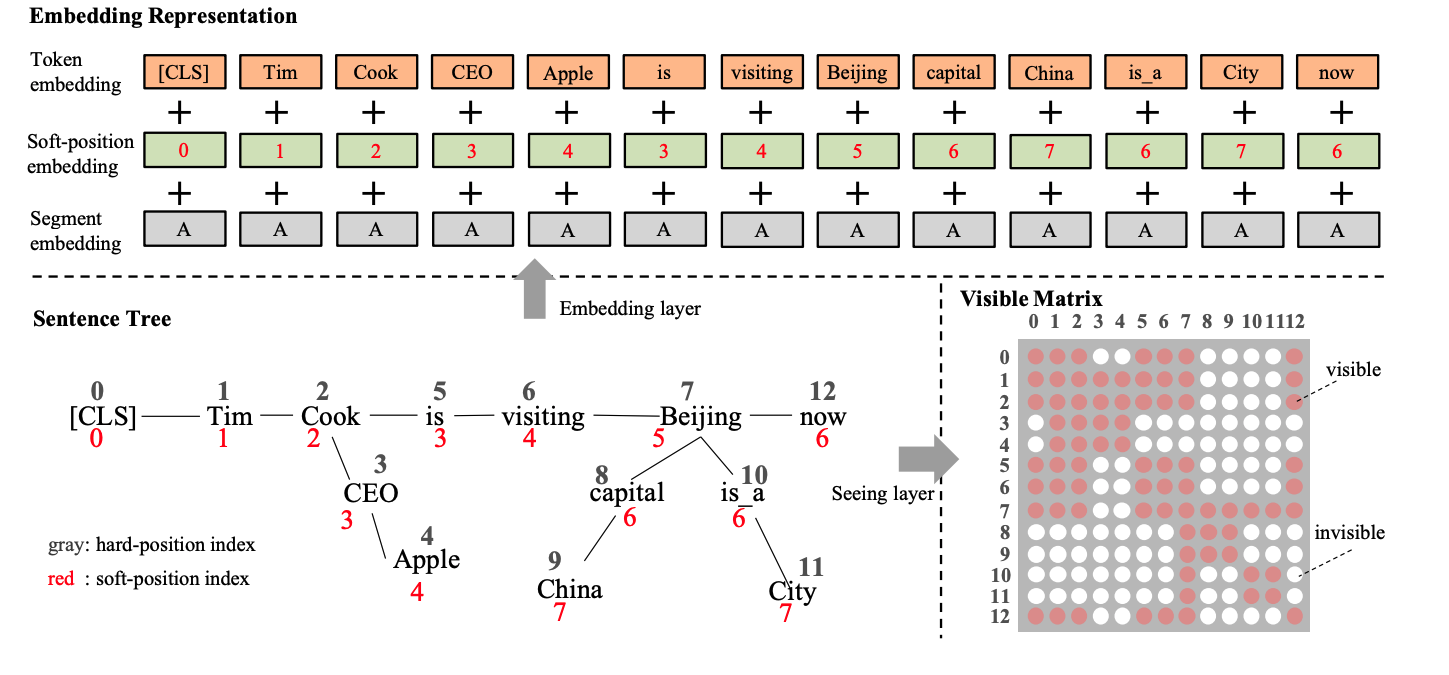 Embedding Representation
Token
embedding
[CLS] Tim Cook CEO Apple is visiting Beijing capital China is_a City now
+ + + + + + + + + + + + +
Soft-position
embedding
0 1 2 3 4 3 4 5 6 7 6 7 6
+ + + + + + + + + + + + +
Segment
embedding
A A A A A A A A A A A A A
Embedding layer
Sentence Tree
0 1 2 5 6 7 12
[CLS] Tim Cook is visiting Beijing now
0 1 2 3 4 5 6
3 8 10
CEO capital is_a
3 6 6
4
Apple
4
9 11
China City
7 7
gray: hard-position index
red : soft-position index
Seeing layer
Visible Matrix
0 1 2 3 4 5 6 7 8 9 10 11 12
0
1
2
3
4
5
6
7
8
9
10
11
12
visible
invisible